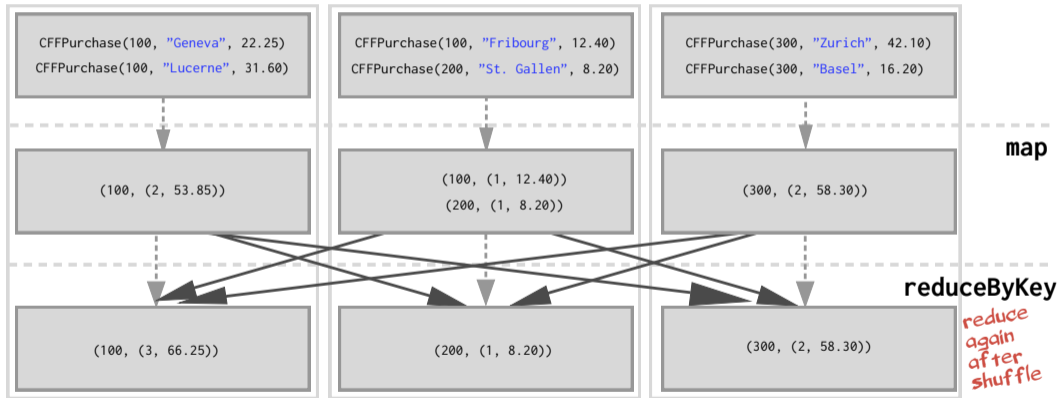 CFFPurchase(100, ”Geneva”, 22.25)
CFFPurchase(100, ”Lucerne”, 31.60)
CFFPurchase(100, ”Fribourg”, 12.40)
CFFPurchase(200, ”St. Gallen”, 8.20)
CFFPurchase(300, ”Zurich”, 42.10)
CFFPurchase(300, ”Basel”, 16.20)
map
(100, (2, 53.85))
(100, (1, 12.40))
(200, (1, 8.20))
(300, (2, 58.30))
reduceByKey
(100, (3, 66.25))
(200, (1, 8.20))
(300, (2, 58.30))
reduce
again
after
shuffle